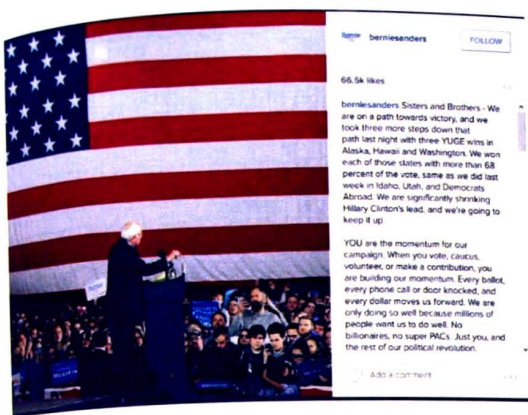 berniesanders
FOLLOW
66.5k likes
berniesanders Sisters and Brothers - We
are on a path towards victory, and we
took three more steps down that
path last night with three YUGE wins in
Alaska, Hawaii and Washington. We won
each of those states with more than 68
percent of the vote, same as we did last
week in Idaho, Utah, and Democrats
Abroad. We are significantly shrinking
Hillary Clinton's lead, and we're going to
keep it up
YOU are the momentum for our
campaign. When you vote, caucus,
volunteer, or make a contribution, you
are building our momentum. Every ballot,
every phone call or door knocked, and
every dollar moves us forward. We are
only doing so well because millions of
people want us to do well. No
billionaires, no super PACs. Just you, and
the rest of our political revolution.
Add a comment